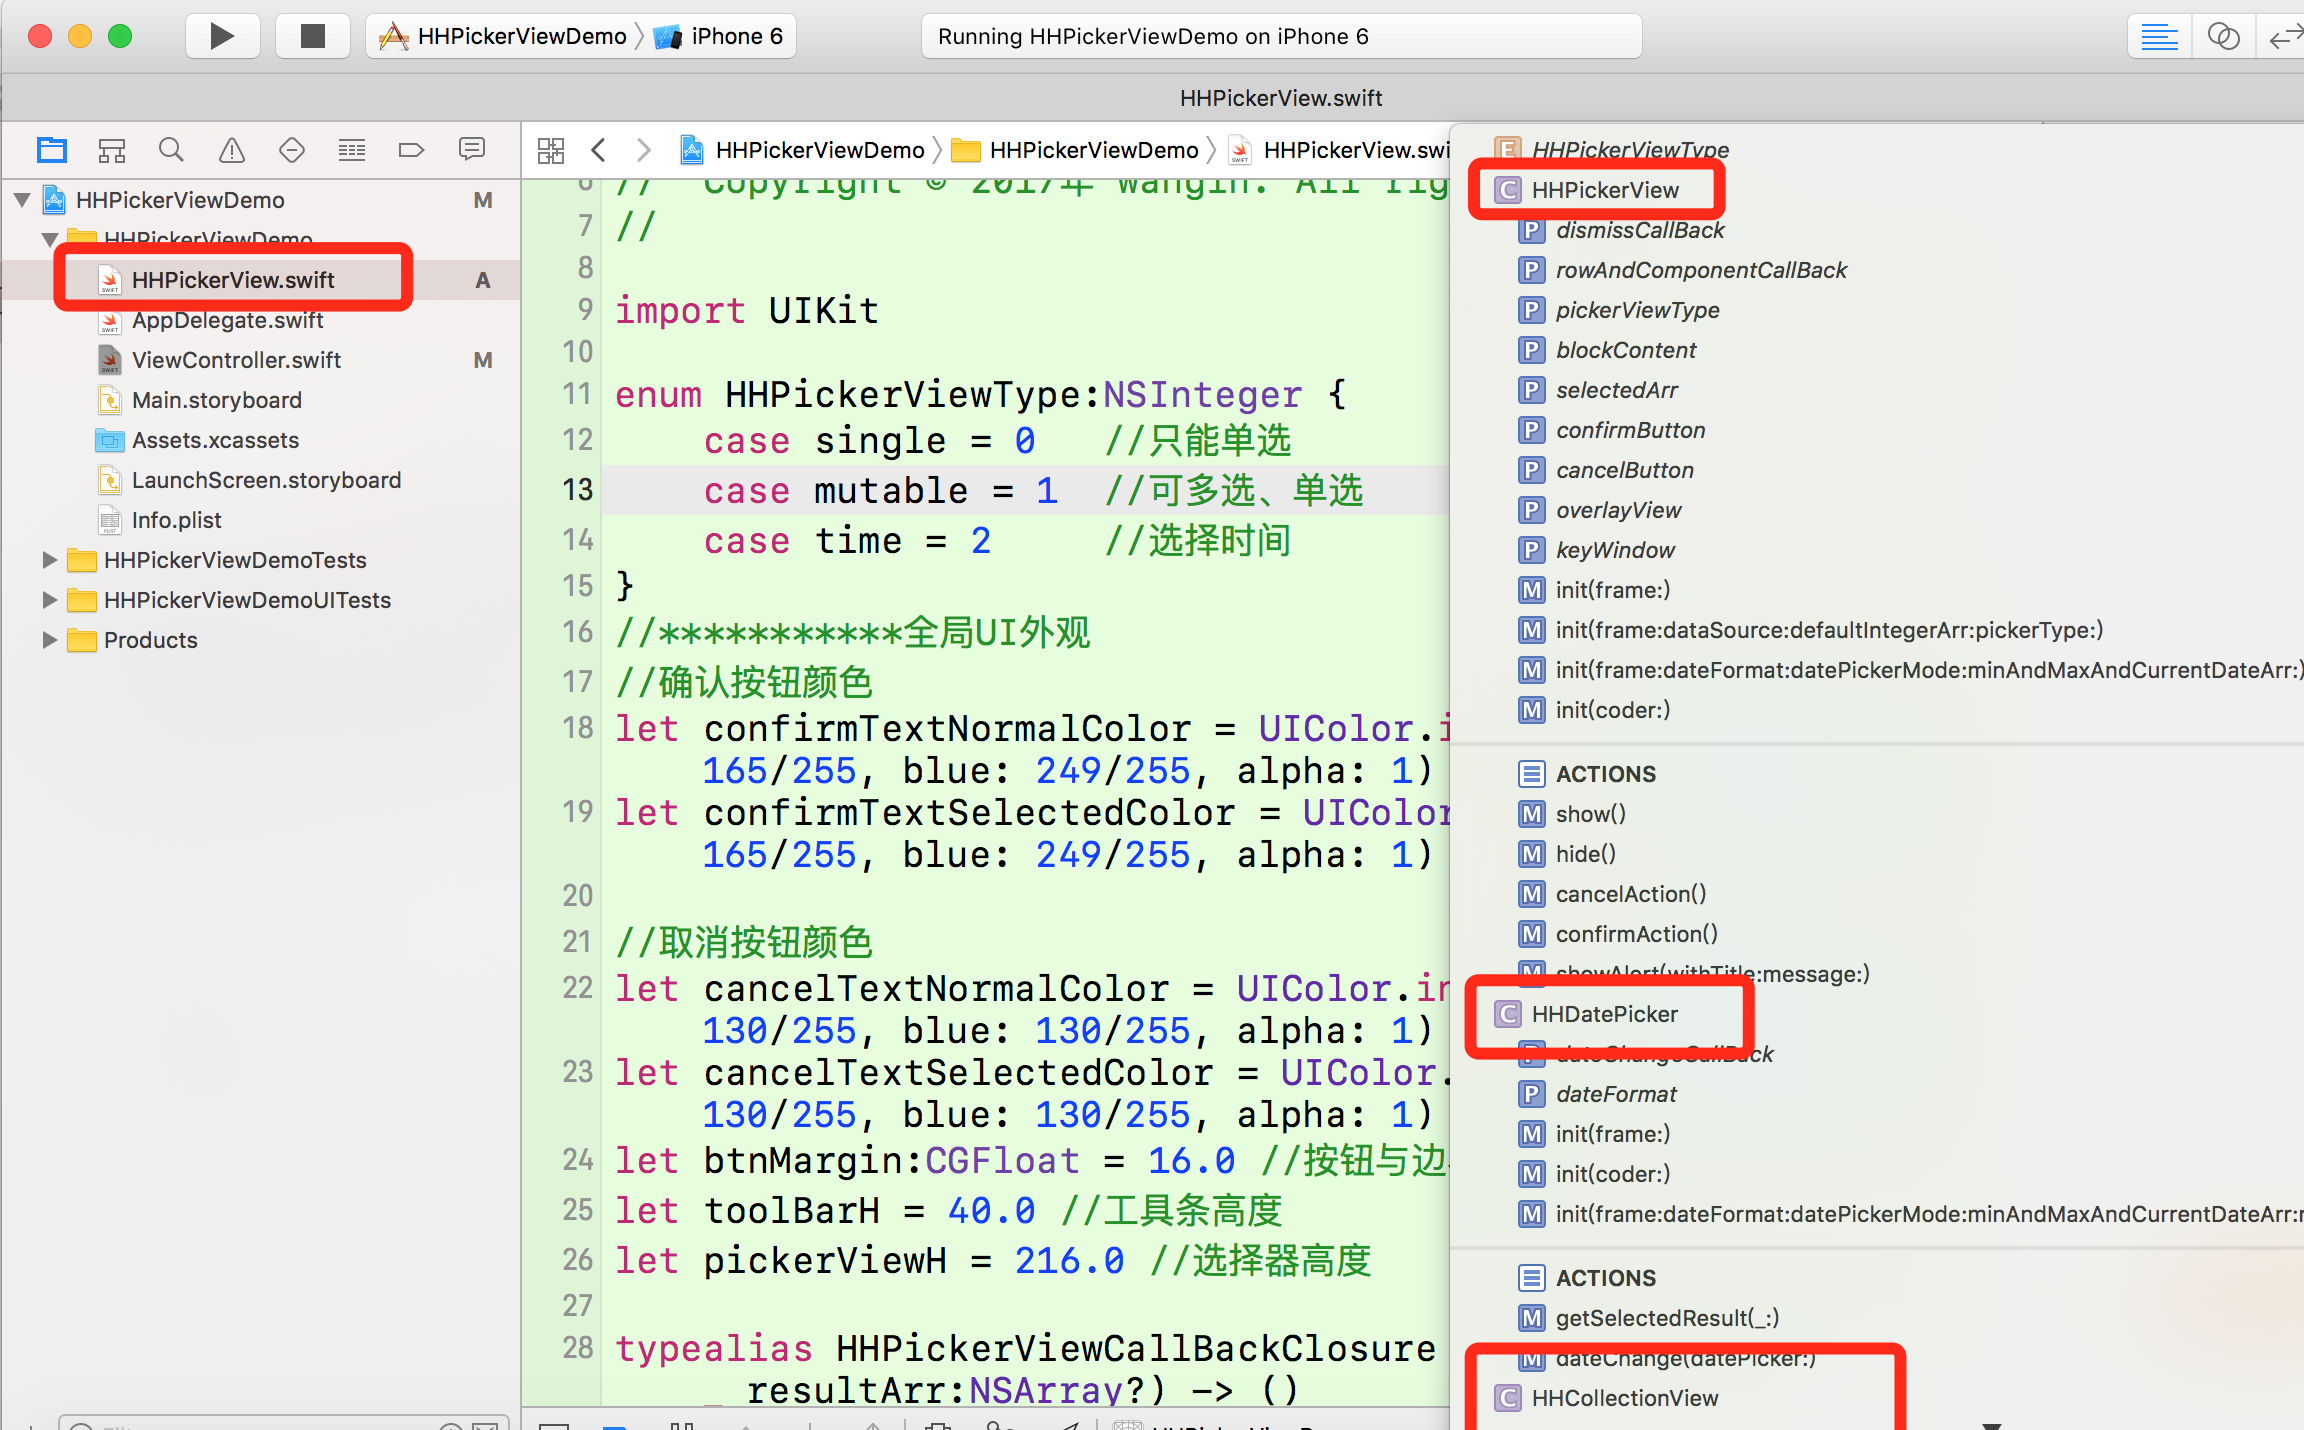 HHPickerViewDemo
iPhone 6
Running HHPickerViewDemo on iPhone 6
HHPickerView.swift
HHPickerViewDemo
HHPickerViewDemo
HHPickerView.swi
HHPickerViewDemo M
HHPickerViewDemo
HHPickerView.swift A
AppDelegate.swift
ViewController.swift M
Main.storyboard
Assets.xcassets
LaunchScreen.storyboard
Info.plist
HHPickerViewDemoTests
HHPickerViewDemoUITests
Products
6 // Copyright © 2017年 wangin. All rig
7 //
8
9 import UIKit
10
11 enum HHPickerViewType:NSInteger {
12 case single = 0 //只能单选
13 case mutable = 1 //可多选、单选
14 case time = 2 //选择时间
15 }
16 //***********全局UI外观
17 //确认按钮颜色
18 let confirmTextNormalColor = UIColor.i
165/255, blue: 249/255, alpha: 1)
19 let confirmTextSelectedColor = UIColor
165/255, blue: 249/255, alpha: 1)
20
21 //取消按钮颜色
22 let cancelTextNormalColor = UIColor.in
130/255, blue: 130/255, alpha: 1)
23 let cancelTextSelectedColor = UIColor.
130/255, blue: 130/255, alpha: 1)
24 let btnMargin:CGFloat = 16.0 //按钮与边
25 let toolBarH = 40.0 //工具条高度
26 let pickerViewH = 216.0 //选择器高度
27
28 typealias HHPickerViewCallBackClosure
resultArr:NSArray?) -> ()
E HHPickerViewType
C HHPickerView
P dismissCallBack
P rowAndComponentCallBack
P pickerViewType
P blockContent
P selectedArr
P confirmButton
P cancelButton
P overlayView
P keyWindow
M init(frame:)
M init(frame:dataSource:defaultIntegerArr:pickerType:)
M init(frame:dateFormat:datePickerMode:minAndMaxAndCurrentDateArr:)
M init(coder:)
ACTIONS
M show()
M hide()
M cancelAction()
M confirmAction()
M showAlert(withTitle:message:)
C HHDatePicker
P dateChangeCallBack
P dateFormat
M init(frame:)
M init(coder:)
M init(frame:dateFormat:datePickerMode:minAndMaxAndCurrentDateArr:r
ACTIONS
M getSelectedResult(_:)
M dateChange(datePicker:)
C HHCollectionView